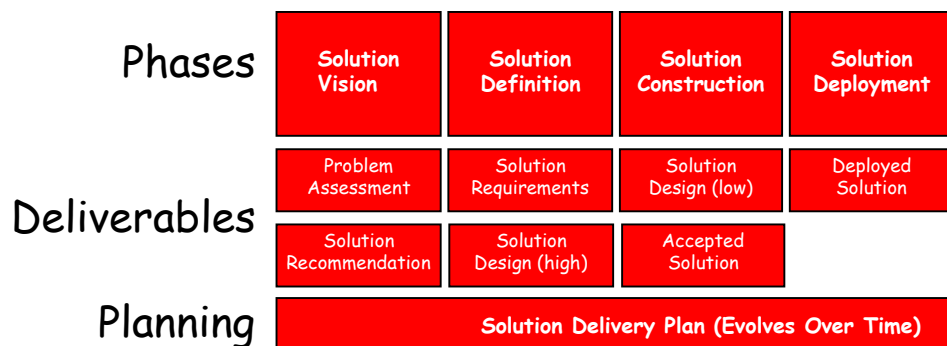 Phases
Solution
Vision
Solution
Definition
Solution
Construction
Solution
Deployment
Deliverables
Problem
Assessment
Solution
Requirements
Solution
Design (low)
Deployed
Solution
Solution
Recommendation
Solution
Design (high)
Accepted
Solution
Planning
Solution Delivery Plan (Evolves Over Time)